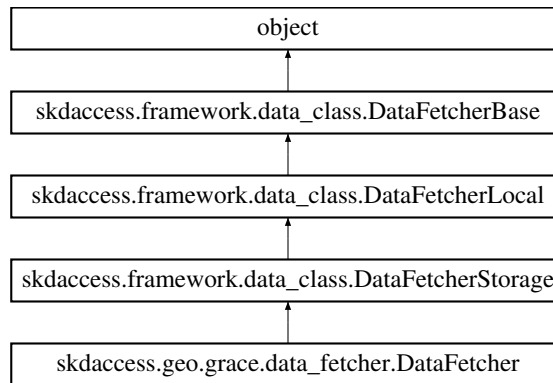 object
skdaccess.framework.data_class.DataFetcherBase
skdaccess.framework.data_class.DataFetcherLocal
skdaccess.framework.data_class.DataFetcherStorage
skdaccess.geo.grace.data_fetcher.DataFetcher